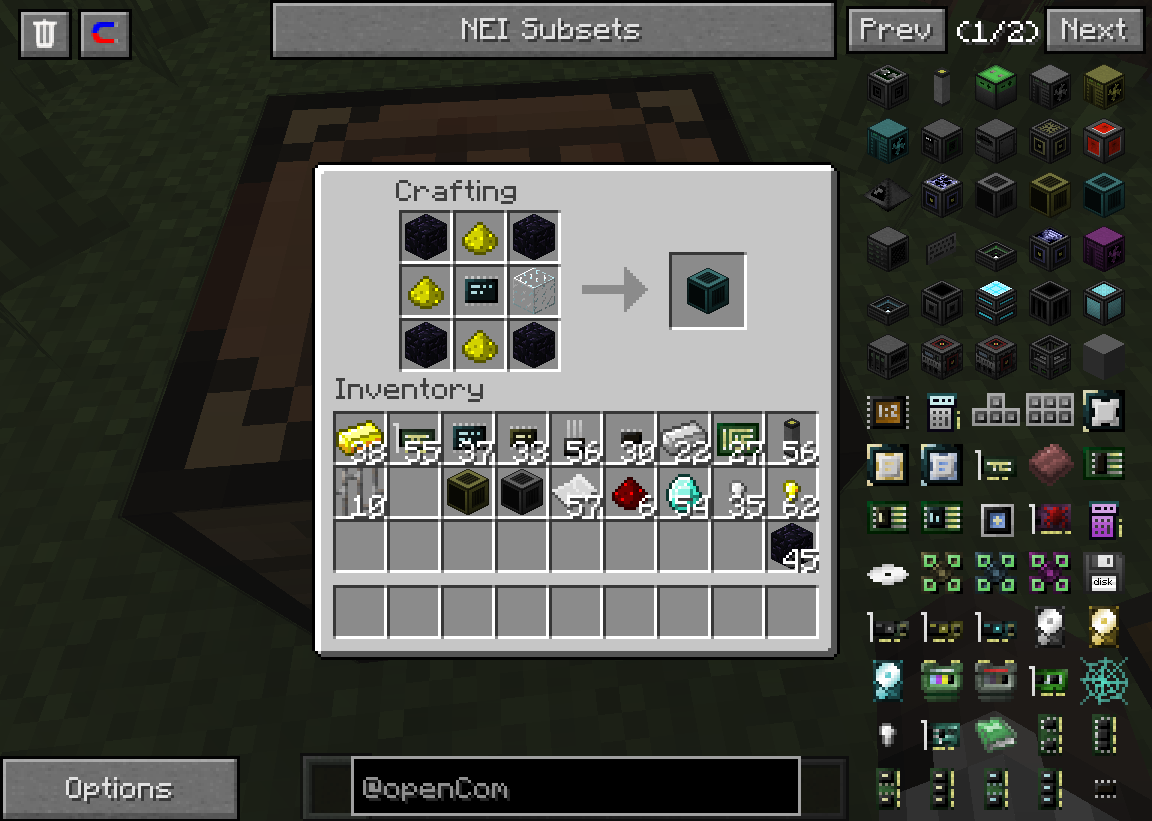 NEI Subsets
Prev (1/2) Next
Crafting
Inventory
38 55 37 33 56 30 22 27 56
10 57 6 54 35 62
45
1:2
disk
Options
@openCom